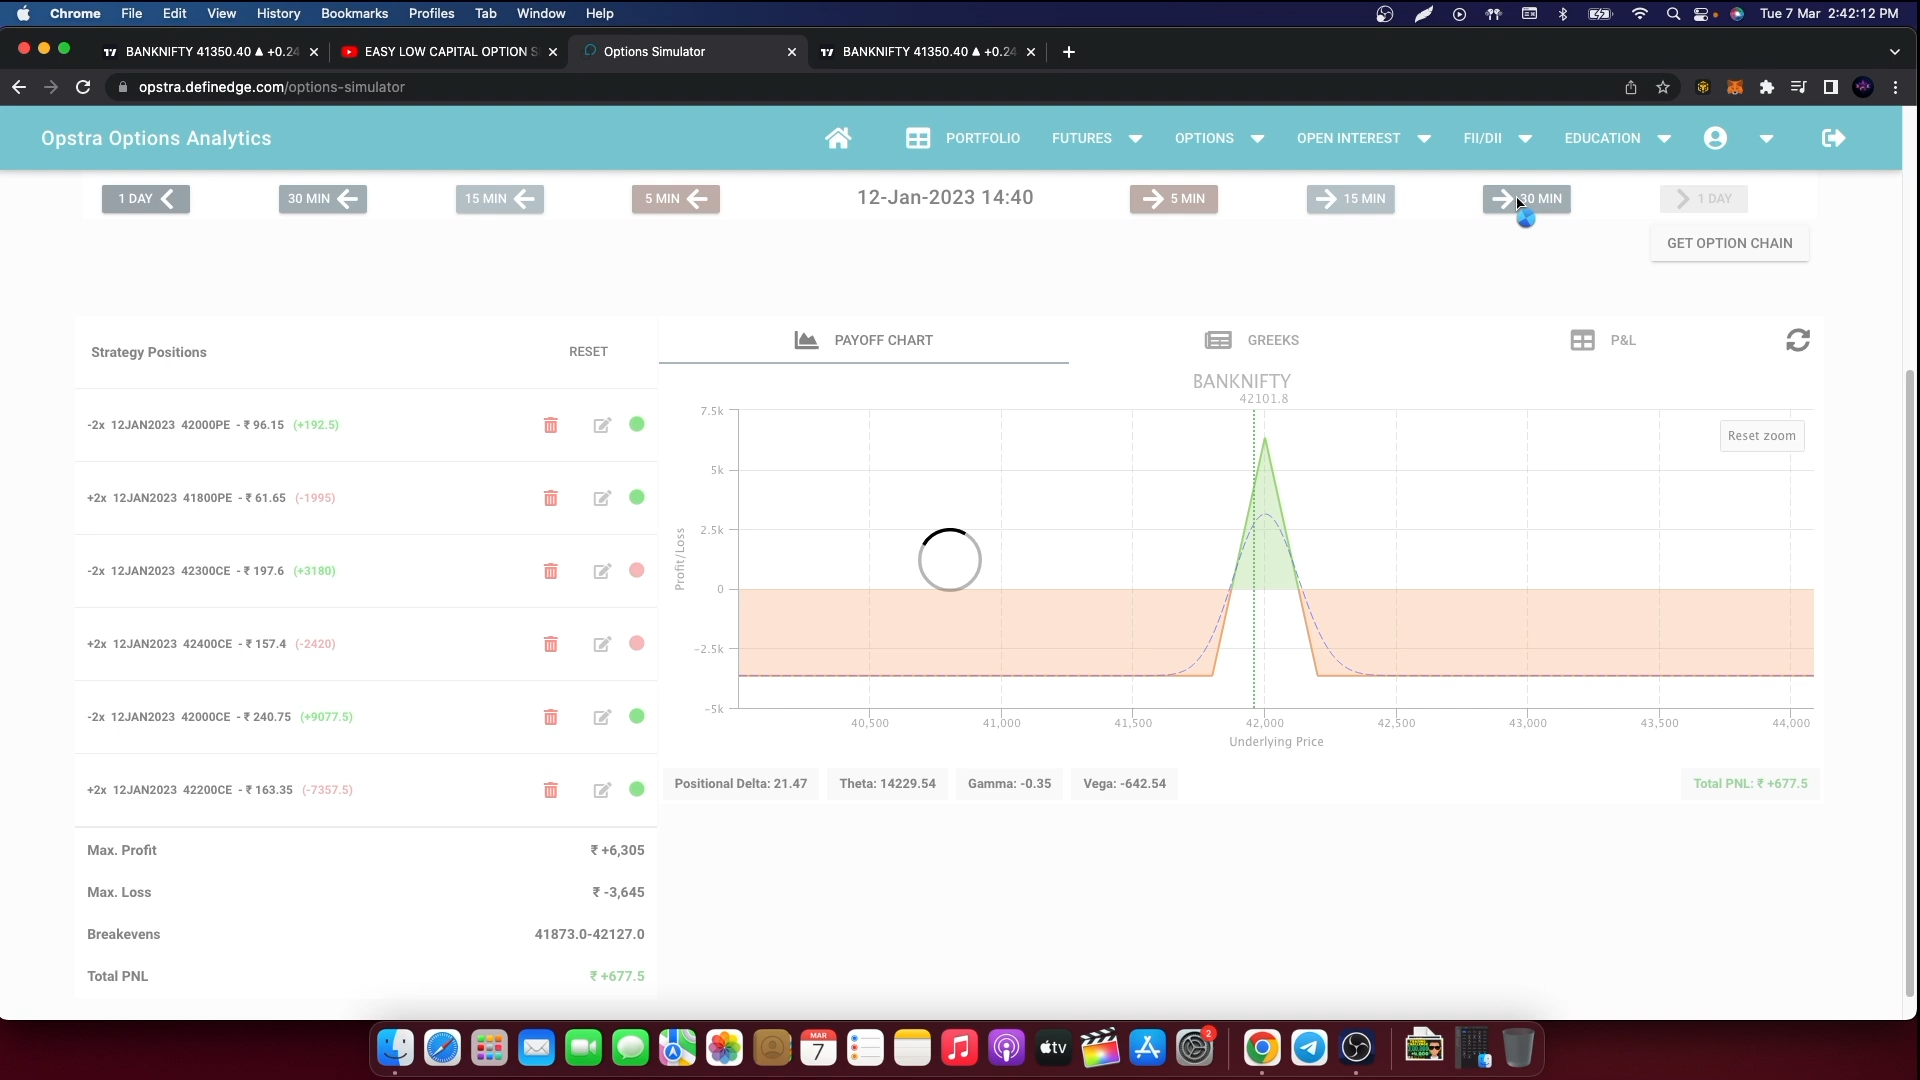 Chrome File Edit View History Bookmarks Profiles Tab Window Help Tue 7 Mar 2:42:12 PM
BANKNIFTY 41350.40 ▲ +0.24 EASY LOW CAPITAL OPTION S Options Simulator BANKNIFTY 41350.40 ▲ +0.24
opstra.definedge.com/options-simulator
Opstra Options Analytics PORTFOLIO FUTURES OPTIONS OPEN INTEREST FII/DII EDUCATION
1 DAY 30 MIN 15 MIN 5 MIN 12-Jan-2023 14:40 5 MIN 15 MIN 30 MIN 1 DAY
GET OPTION CHAIN
Strategy Positions RESET
PAYOFF CHART GREEKS P&L
-2x 12JAN2023 42000PE - ₹ 96.15 (+192.5)
+2x 12JAN2023 41800PE - ₹ 61.65 (-1995)
-2x 12JAN2023 42300CE - ₹ 197.6 (+3180)
+2x 12JAN2023 42400CE - ₹ 157.4 (-2420)
-2x 12JAN2023 42000CE - ₹ 240.75 (+9077.5)
+2x 12JAN2023 42200CE - ₹ 163.35 (-7357.5)
Max. Profit ₹ +6,305
Max. Loss ₹ -3,645
Breakevens 41873.0-42127.0
Total PNL ₹ +677.5
BANKNIFTY
42101.8
Reset zoom
Profit/Loss
7.5k
5k
2.5k
0
−2.5k
−5k
40,500 41,000 41,500 42,000 42,500 43,000 43,500 44,000
Underlying Price
Positional Delta: 21.47 Theta: 14229.54 Gamma: -0.35 Vega: -642.54 Total PNL: ₹ +677.5
MAR
7
tv
2